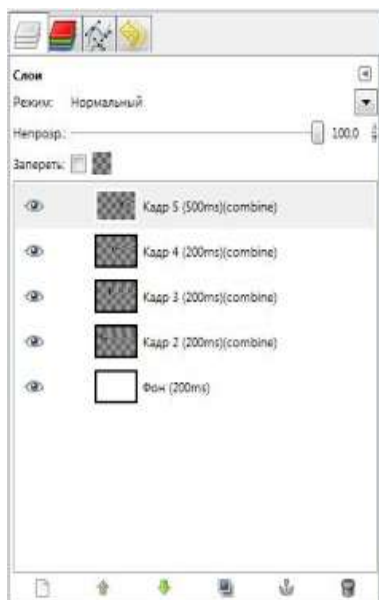 Слои
Режим: Нормальный
Непрозр.: 100,0
Запереть:
Кадр 5 (500ms)(combine)
Кадр 4 (200ms)(combine)
Кадр 3 (200ms)(combine)
Кадр 2 (200ms)(combine)
Фон (200ms)